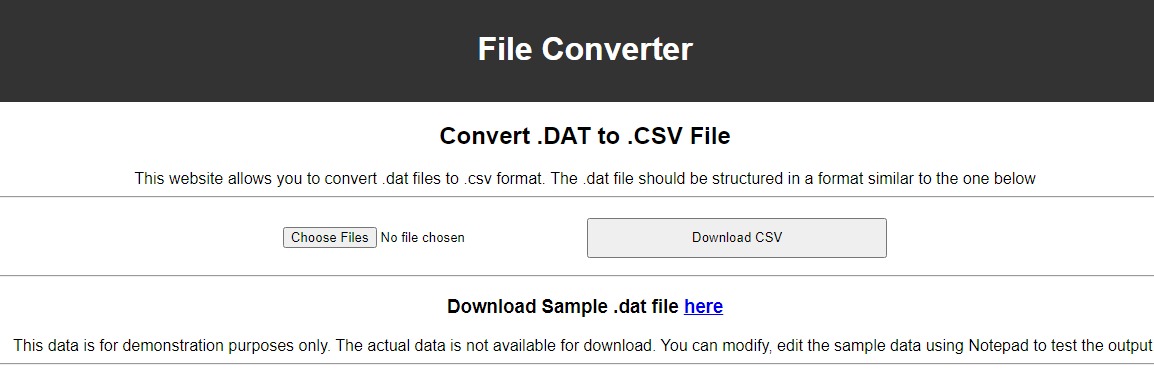 File Converter
Convert .DAT to .CSV File
This website allows you to convert .dat files to .csv format. The .dat file should be structured in a format similar to the one below
Choose Files No file chosen Download CSV
Download Sample .dat file here
This data is for demonstration purposes only. The actual data is not available for download. You can modify, edit the sample data using Notepad to test the output